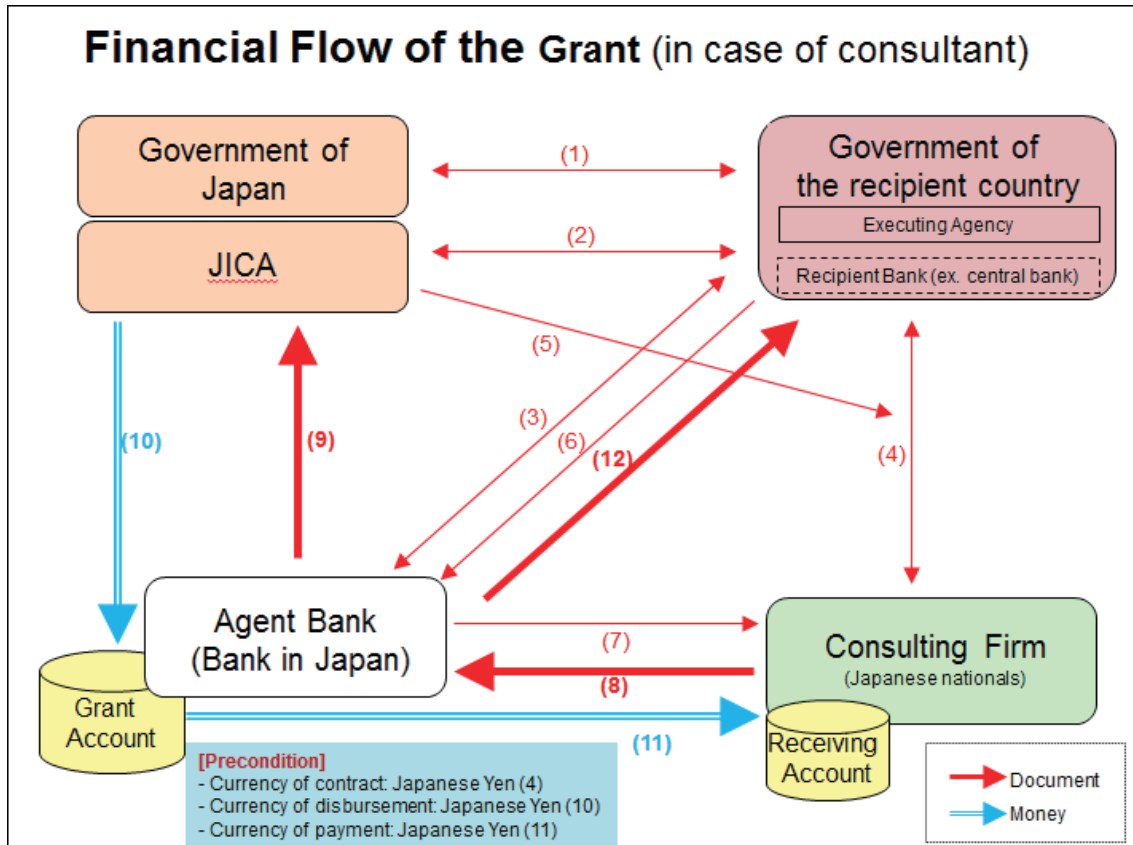 Financial Flow of the Grant (in case of consultant)
Government of
Japan
JICA
(1)
(2)
Government of
the recipient country
Executing Agency
Recipient Bank (ex. central bank)
(5)
(3)
(6)
(12)
(4)
(10)
(9)
Agent Bank
(Bank in Japan)
(7)
(8)
Consulting Firm
(Japanese nationals)
Grant
Account
(11)
Receiving
Account
[Precondition]
- Currency of contract: Japanese Yen (4)
- Currency of disbursement: Japanese Yen (10)
- Currency of payment: Japanese Yen (11)
Document
Money